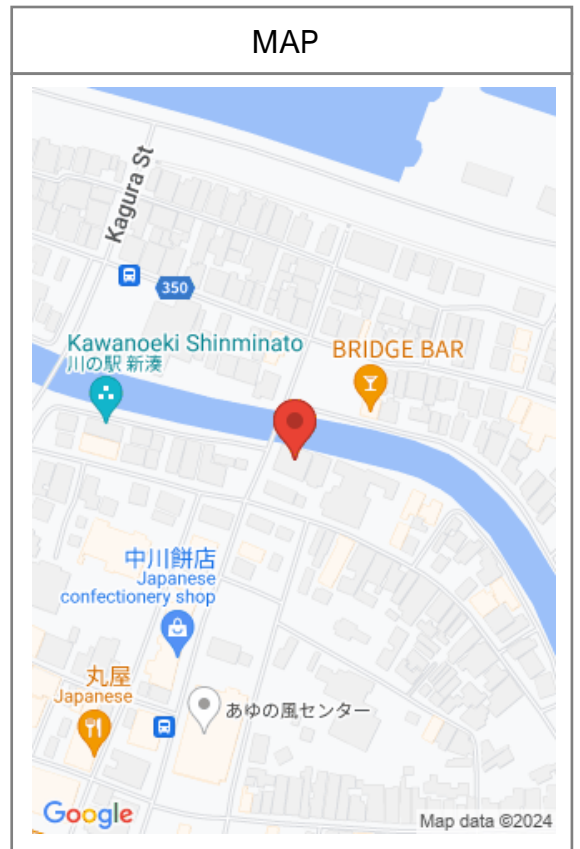 MAP
Kagura St
350
Kawanoeki Shinminato
川の駅 新湊
BRIDGE BAR
中川餅店
Japanese
confectionery shop
丸屋
Japanese
あゆの風センター
Google
Map data ©2024